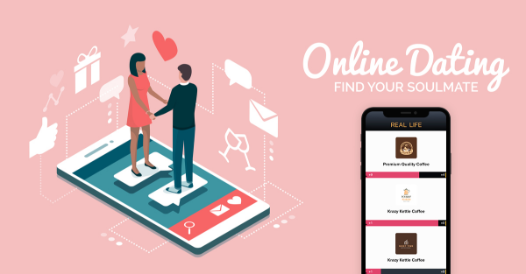 Online Dating
FIND YOUR SOULMATE
REAL LIFE
Premium Quality Coffee
Krazy Kettle Coffee
Krazy Kettle Coffee